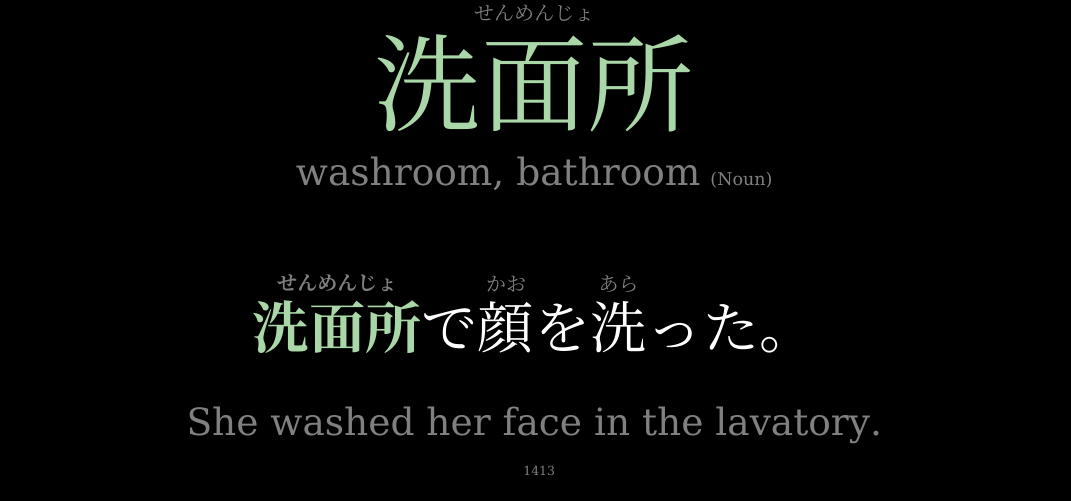 せんめんじょ
洗面所
washroom, bathroom (Noun)
せんめんじょ かお あら
洗面所で顔を洗った。
She washed her face in the lavatory.
1413